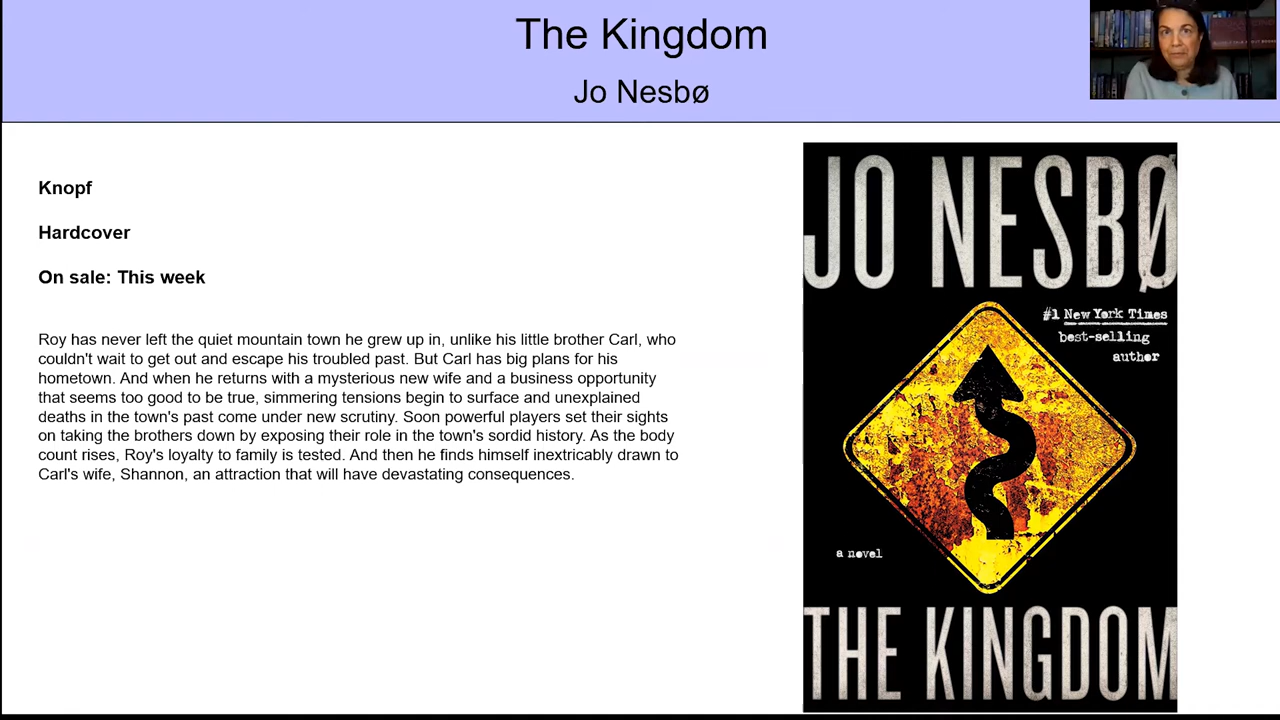 The Kingdom
Jo Nesbø
Knopf
Hardcover
On sale: This week
Roy has never left the quiet mountain town he grew up in, unlike his little brother Carl, who
couldn't wait to get out and escape his troubled past. But Carl has big plans for his
hometown. And when he returns with a mysterious new wife and a business opportunity
that seems too good to be true, simmering tensions begin to surface and unexplained
deaths in the town's past come under new scrutiny. Soon powerful players set their sights
on taking the brothers down by exposing their role in the town's sordid history. As the body
count rises, Roy's loyalty to family is tested. And then he finds himself inextricably drawn to
Carl's wife, Shannon, an attraction that will have devastating consequences.
JO NESBØ
#1 New York Times
best-selling
author
a novel
THE KINGDOM